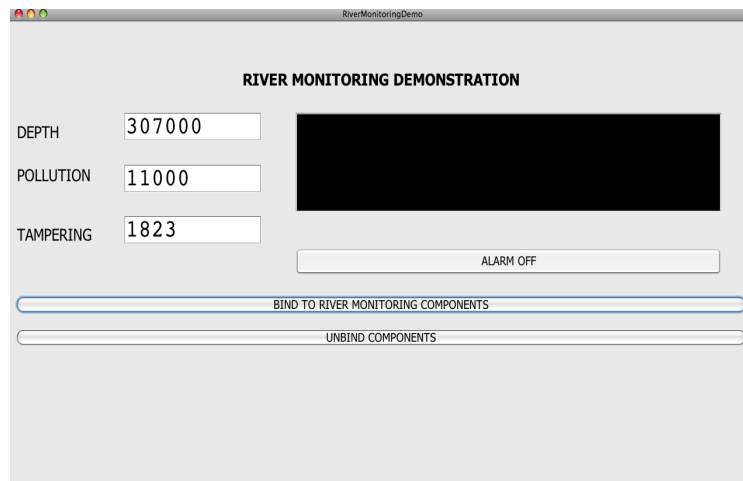 RiverMonitoringDemo
RIVER MONITORING DEMONSTRATION
DEPTH 307000
POLLUTION 11000
TAMPERING 1823
ALARM OFF
BIND TO RIVER MONITORING COMPONENTS
UNBIND COMPONENTS